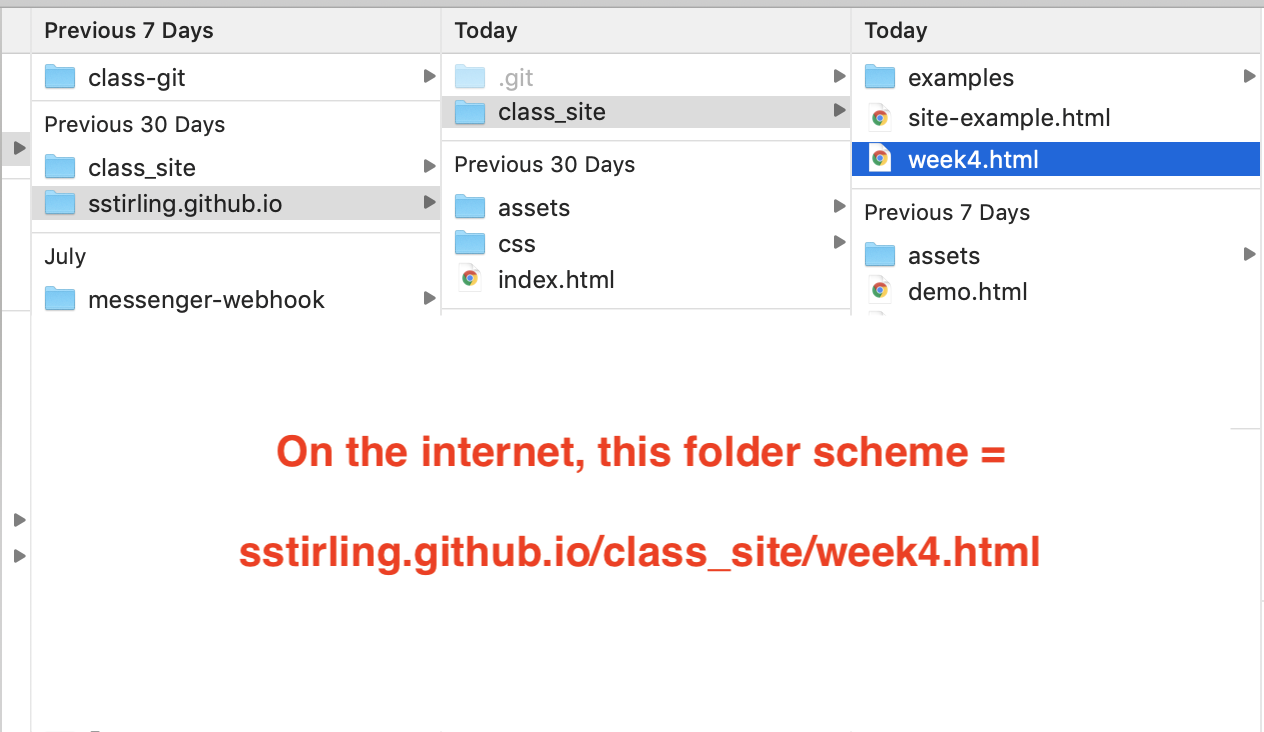 Previous 7 Days
class-git
Previous 30 Days
class_site
sstirling.github.io
July
messenger-webhook
Today
.git
class_site
Previous 30 Days
assets
css
index.html
Today
examples
site-example.html
week4.html
Previous 7 Days
assets
demo.html
On the internet, this folder scheme =
sstirling.github.io/class_site/week4.html